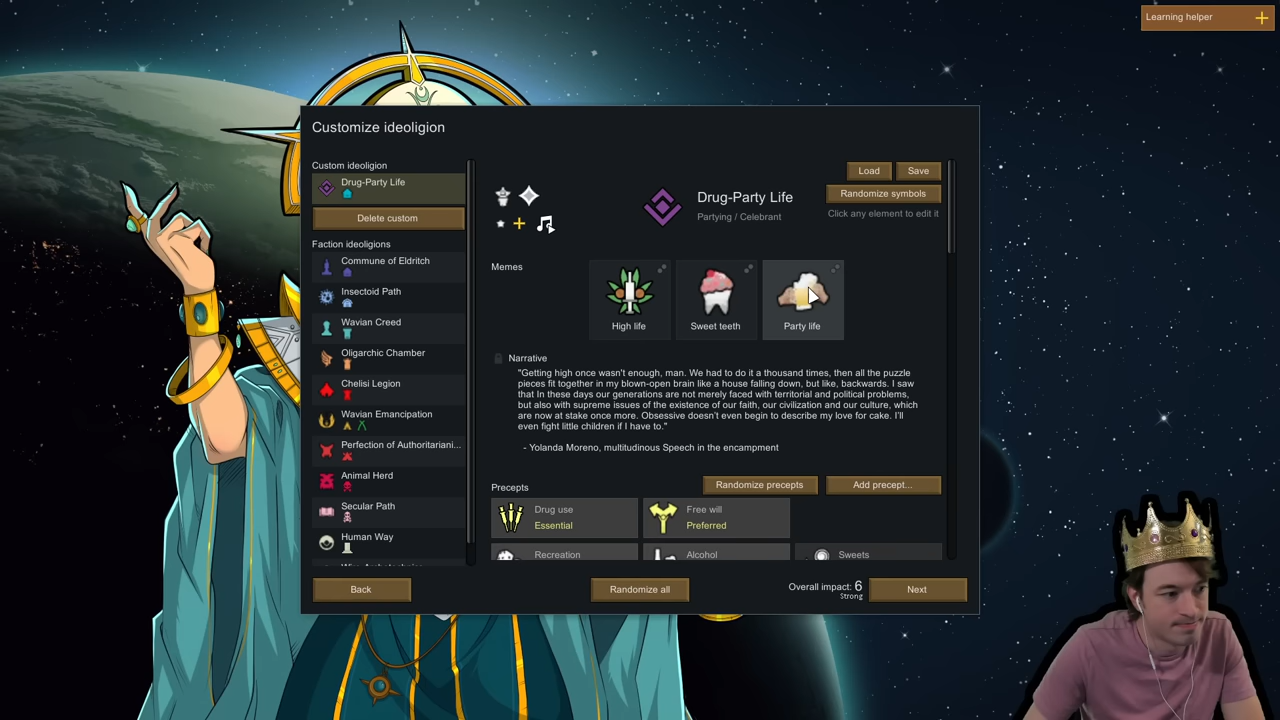 Learning helper
Customize ideoligion
Custom ideoligion
Drug-Party Life
Delete custom
Faction ideoligions
Commune of Eldritch
Insectoid Path
Wavian Creed
Oligarchic Chamber
Chelisi Legion
Wavian Emancipation
Perfection of Authoritariani...
Animal Herd
Secular Path
Human Way
Load
Save
Randomize symbols
Click any element to edit it
Drug-Party Life
Partying / Celebrant
Memes
High life
Sweet teeth
Party life
Narrative
"Getting high once wasn't enough, man. We had to do it a thousand times, then all the puzzle
pieces fit together in my blown-open brain like a house falling down, but like, backwards. I saw
that In these days our generations are not merely faced with territorial and political problems,
but also with supreme issues of the existence of our faith, our civilization and our culture, which
are now at stake once more. Obsessive doesn't even begin to describe my love for cake. I'll
even fight little children if I have to."
- Yolanda Moreno, multitudinous Speech in the encampment
Precepts
Randomize precepts
Add precept...
Drug use
Essential
Free will
Preferred
Recreation
Alcohol
Sweets
Back
Randomize all
Overall impact: 6
Strong
Next